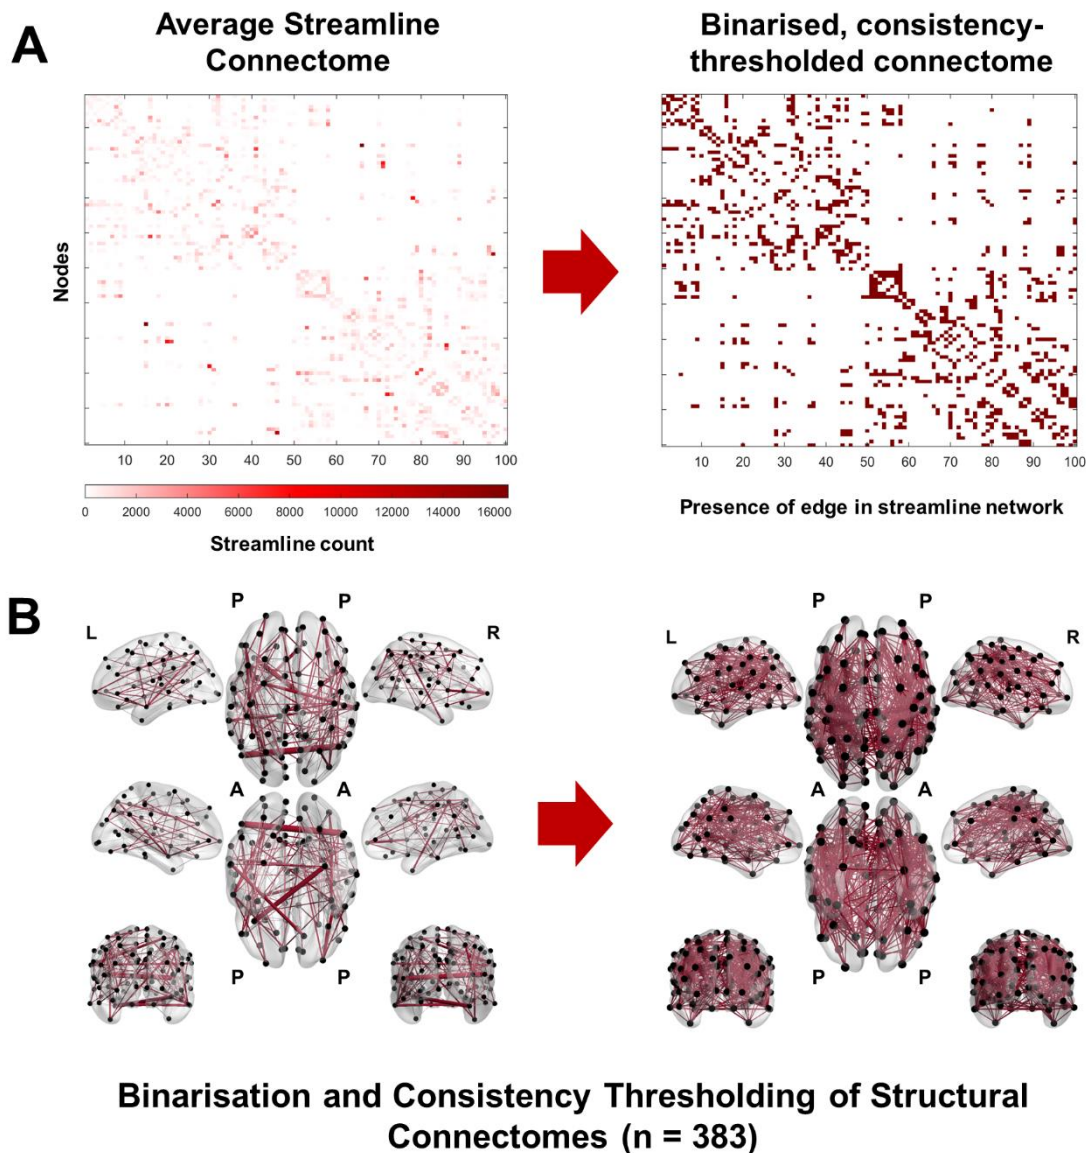 A
Average Streamline
Connectome
Binarised, consistency-
thresholded connectome
Nodes
10 20 30 40 50 60 70 80 90 100
10 20 30 40 50 60 70 80 90 100
0 2000 4000 6000 8000 10000 12000 14000 16000
Streamline count
Presence of edge in streamline network
B
P P
L R
A A
P P
P P
L R
A A
P P
Binarisation and Consistency Thresholding of Structural
Connectomes (n = 383)